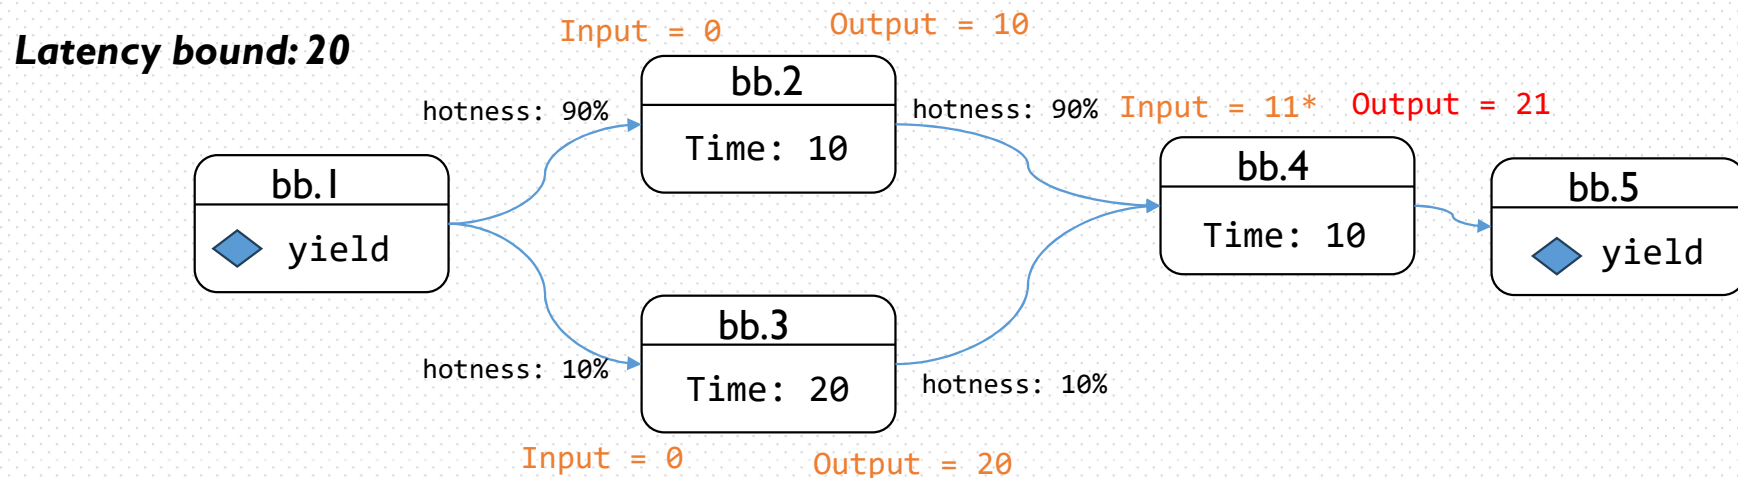 Latency bound: 20
Input = 0
Output = 10
bb.2
Time: 10
hotness: 90%
hotness: 90%
Input = 11*
Output = 21
bb.1
yield
bb.4
Time: 10
bb.5
yield
bb.3
Time: 20
hotness: 10%
hotness: 10%
Input = 0
Output = 20